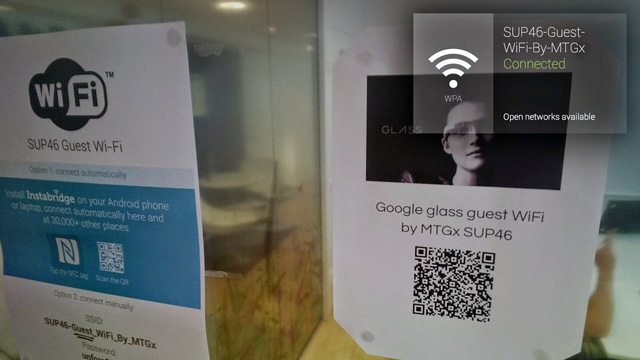 WiFi™
SUP46 Guest Wi-Fi
Option 1: connect automatically
Install Instabridge on your Android phone
or laptop, connect automatically here and
at 30,000+ other places
Tap the NFC tag
Scan the QR
Option 2: connect manually
SSID:
SUP46-Guest_WiFi_By_MTGx
Password:
GLASS
Google glass guest WiFi
by MTGx SUP46
SUP46-Guest-
WiFi-By-MTGx
Connected
WPA
Open networks available